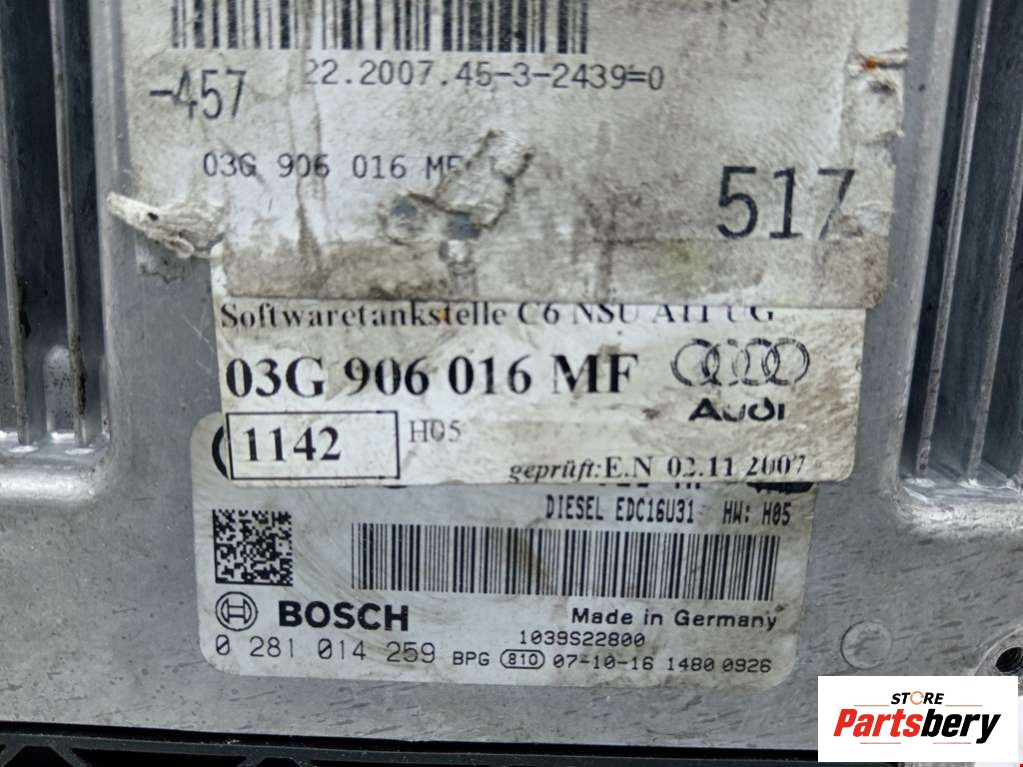 22.2007.45-3-2439=0
-457
03G 906 016 MF
517
Softwaretankstelle C6 NSU
03G 906 016 MF
Audi
1142
H05
geprüft: E.N 02.11 2007
DIESEL EDC16U31 HW: H05
BOSCH
Made in Germany
1039S22800
0 281 014 259 BPG 810 07-10-16 1480 0926
STORE
Partsbery